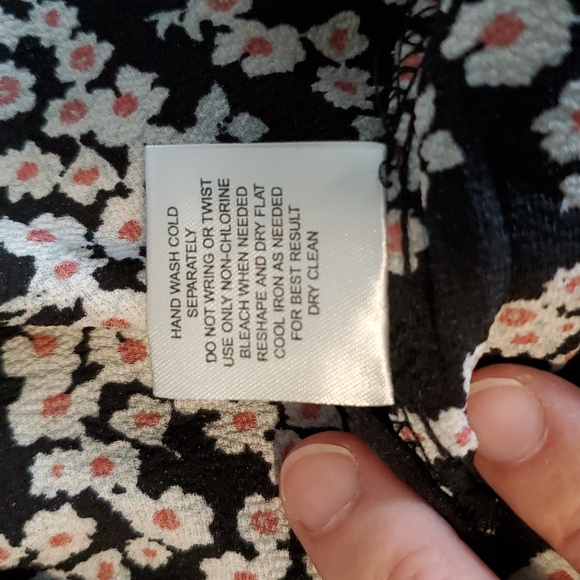 HAND WASH COLD
SEPARATELY
DO NOT WRING OR TWIST
USE ONLY NON-CHLORINE
BLEACH WHEN NEEDED
RESHAPE AND DRY FLAT
COOL IRON AS NEEDED
FOR BEST RESULT
DRY CLEAN